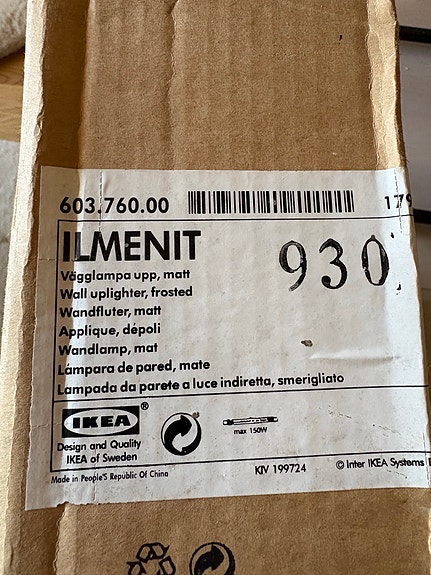 603.760.00
179
ILMENIT
930
Vägglampa upp, matt
Wall uplighter, frosted
Wandfluter, matt
Applique, dépoli
Wandlamp, mat
Lámpara de pared, mate
Lampada da parete a luce indiretta, smerigliato
IKEA®
max 150W
Design and Quality
IKEA of Sweden
Made in People'S Republic Of China
KIV 199724
© Inter IKEA Systems B